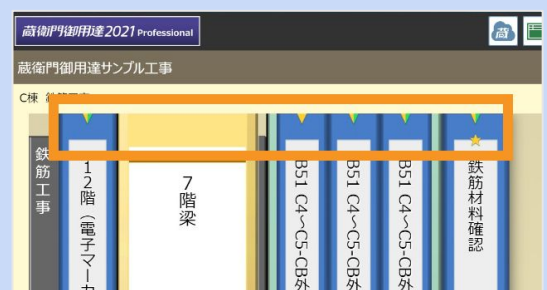 蔵衛門御用達2021 Professional
蔵
蔵衛門御用達サンプル工事
C棟
鉄筋工事
12階(電子マーカ
7階梁
B51 C4〜C5-CB外
B51 C4〜C5-CB外
B51 C4〜C5-CB外
鉄筋材料確認